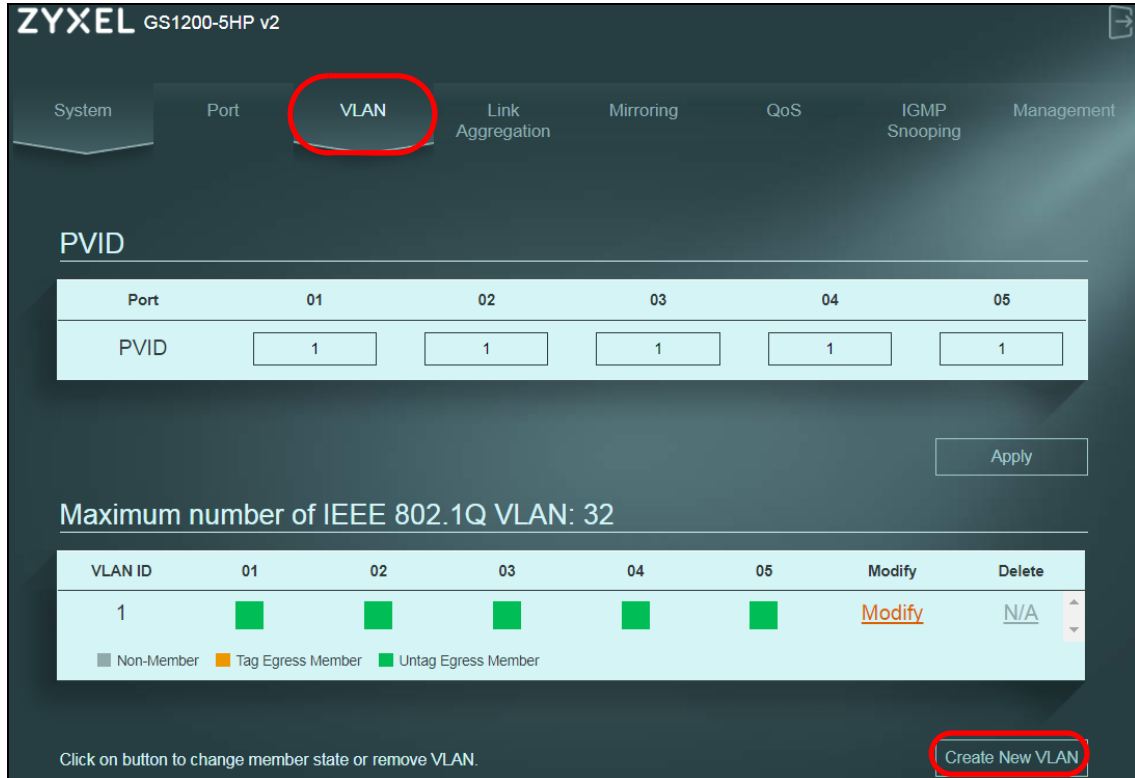 ZYXEL GS1200-5HP v2
System Port VLAN Link Aggregation Mirroring QoS IGMP Snooping Management
PVID
Port 01 02 03 04 05
PVID 1 1 1 1 1
Apply
Maximum number of IEEE 802.1Q VLAN: 32
VLAN ID 01 02 03 04 05 Modify Delete
1 Modify N/A
Non-Member Tag Egress Member Untag Egress Member
Click on button to change member state or remove VLAN.
Create New VLAN